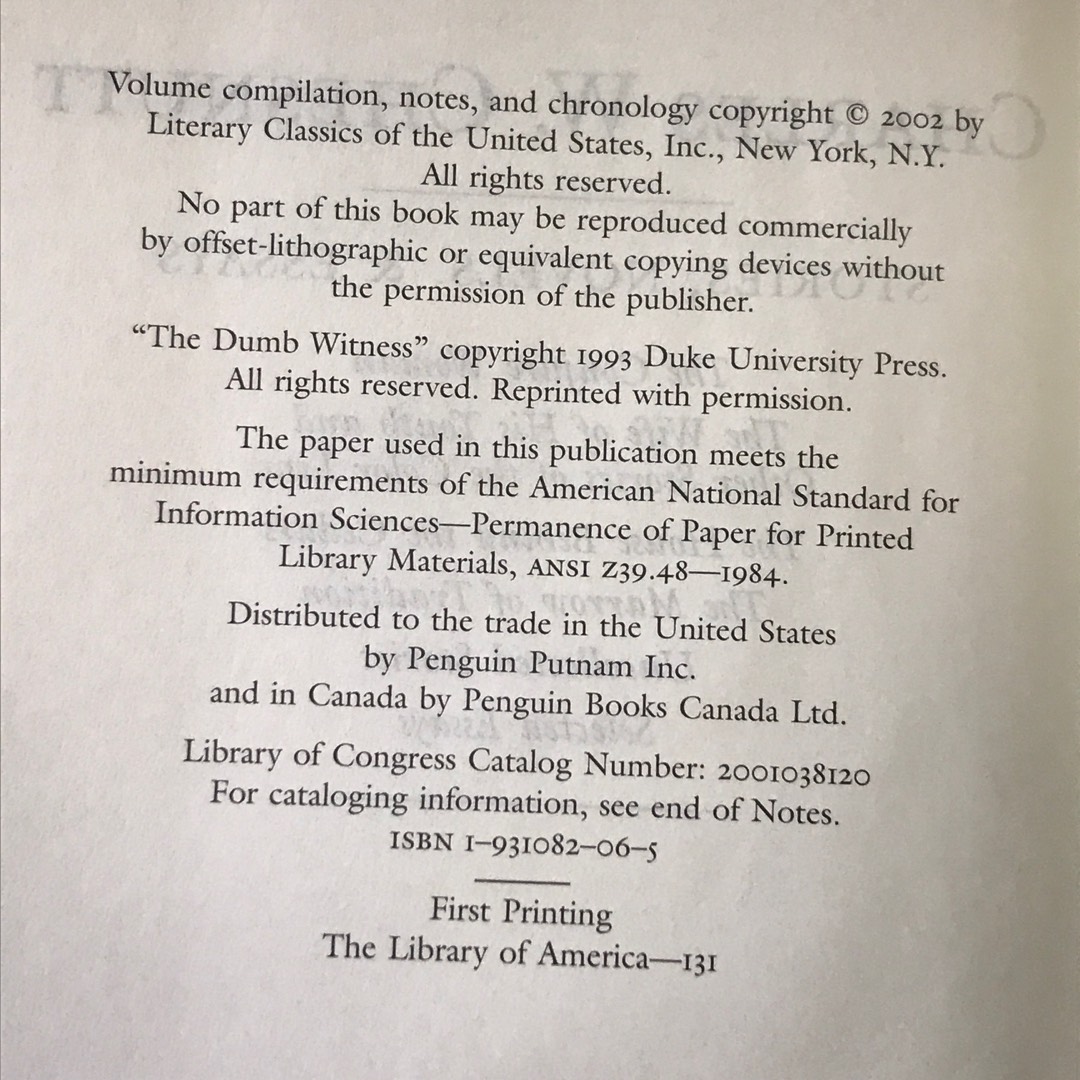 Volume compilation, notes, and chronology copyright © 2002 by
Literary Classics of the United States, Inc., New York, N.Y.
All rights reserved.
No part of this book may be reproduced commercially
by offset-lithographic or equivalent copying devices without
the permission of the publisher.
“The Dumb Witness” copyright 1993 Duke University Press.
All rights reserved. Reprinted with permission.
The paper used in this publication meets the
minimum requirements of the American National Standard for
Information Sciences—Permanence of Paper for Printed
Library Materials, ANSI Z39.48—1984.
Distributed to the trade in the United States
by Penguin Putnam Inc.
and in Canada by Penguin Books Canada Ltd.
Library of Congress Catalog Number: 2001038120
For cataloging information, see end of Notes.
ISBN 1–931082–06–5
First Printing
The Library of America—131